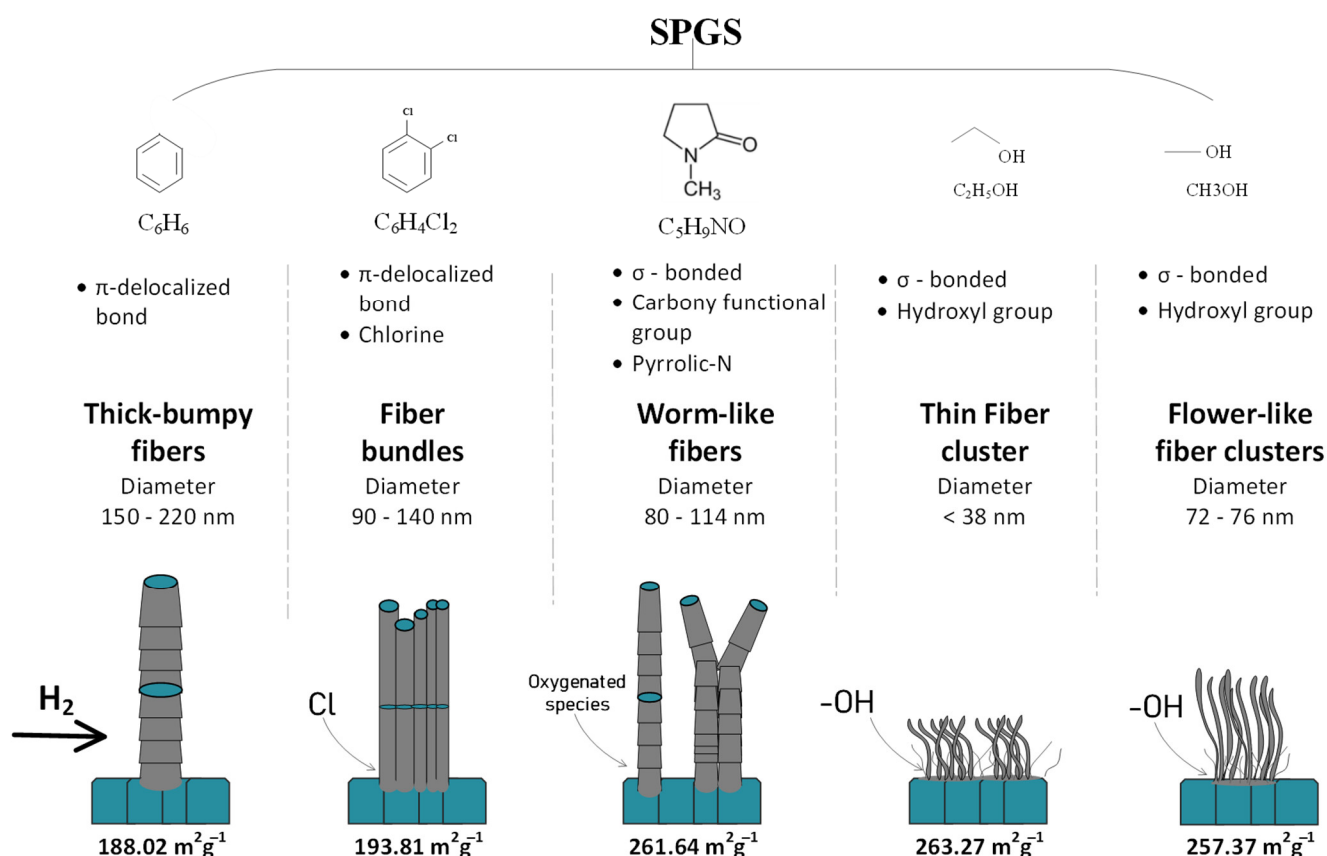 SPGS
Cl
Cl
N
O
CH₃
OH
OH
C₆H₆
C₆H₄Cl₂
C₅H₉NO
C₂H₅OH
CH3OH
• π-delocalized
bond
• π-delocalized
bond
• Chlorine
• σ - bonded
• Carbony functional
group
• Pyrrolic-N
• σ - bonded
• Hydroxyl group
• σ - bonded
• Hydroxyl group
Thick-bumpy
fibers
Diameter
150 - 220 nm
Fiber
bundles
Diameter
90 - 140 nm
Worm-like
fibers
Diameter
80 - 114 nm
Thin Fiber
cluster
Diameter
< 38 nm
Flower-like
fiber clusters
Diameter
72 - 76 nm
H₂
Cl
Oxygenated
species
-OH
-OH
188.02 m²g⁻¹
193.81 m²g⁻¹
261.64 m²g⁻¹
263.27 m²g⁻¹
257.37 m²g⁻¹